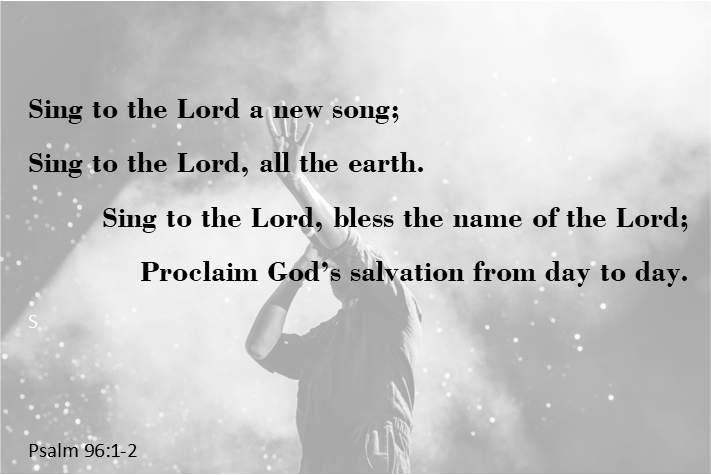 Sing to the Lord a new song;
Sing to the Lord, all the earth.
Sing to the Lord, bless the name of the Lord;
Proclaim God’s salvation from day to day.
S
Psalm 96:1-2